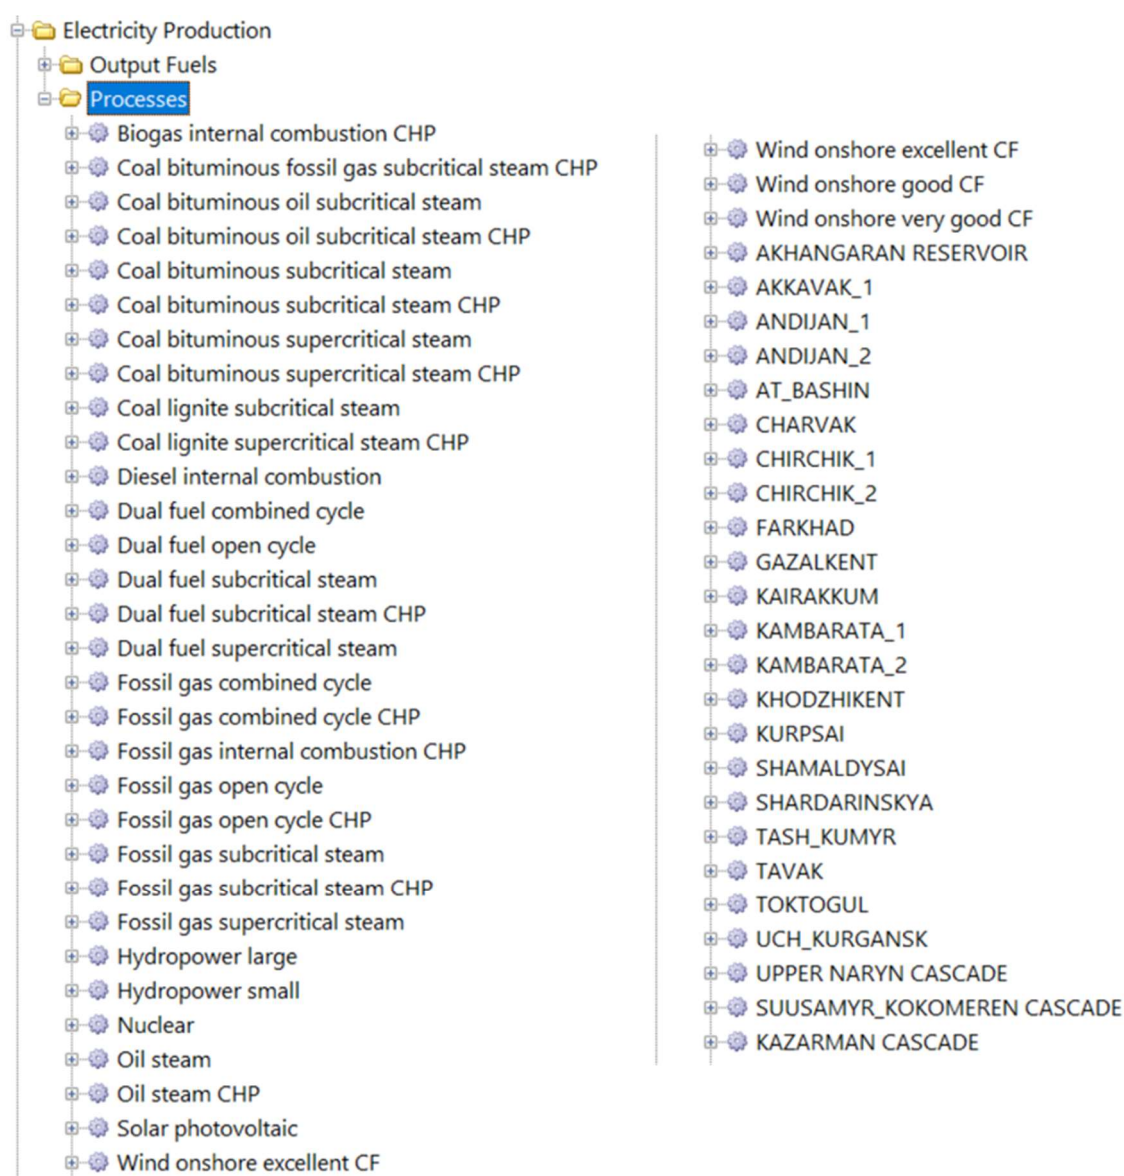 Electricity Production
Output Fuels
Processes
Biogas internal combustion CHP
Coal bituminous fossil gas subcritical steam CHP
Coal bituminous oil subcritical steam
Coal bituminous oil subcritical steam CHP
Coal bituminous subcritical steam
Coal bituminous subcritical steam CHP
Coal bituminous supercritical steam
Coal bituminous supercritical steam CHP
Coal lignite subcritical steam
Coal lignite supercritical steam CHP
Diesel internal combustion
Dual fuel combined cycle
Dual fuel open cycle
Dual fuel subcritical steam
Dual fuel subcritical steam CHP
Dual fuel supercritical steam
Fossil gas combined cycle
Fossil gas combined cycle CHP
Fossil gas internal combustion CHP
Fossil gas open cycle
Fossil gas open cycle CHP
Fossil gas subcritical steam
Fossil gas subcritical steam CHP
Fossil gas supercritical steam
Hydropower large
Hydropower small
Nuclear
Oil steam
Oil steam CHP
Solar photovoltaic
Wind onshore excellent CF
Wind onshore excellent CF
Wind onshore good CF
Wind onshore very good CF
AKHANGARAN RESERVOIR
AKKAVAK_1
ANDIJAN_1
ANDIJAN_2
AT_BASHIN
CHARVAK
CHIRCHIK_1
CHIRCHIK_2
FARKHAD
GAZALKENT
KAIRAKKUM
KAMBARATA_1
KAMBARATA_2
KHODZHIKENT
KURPSAI
SHAMALDYSAI
SHARDARINSKYA
TASH_KUMYR
TAVAK
TOKTOGUL
UCH_KURGANSK
UPPER NARYN CASCADE
SUUSAMYR_KOKOMEREN CASCADE
KAZARMAN CASCADE